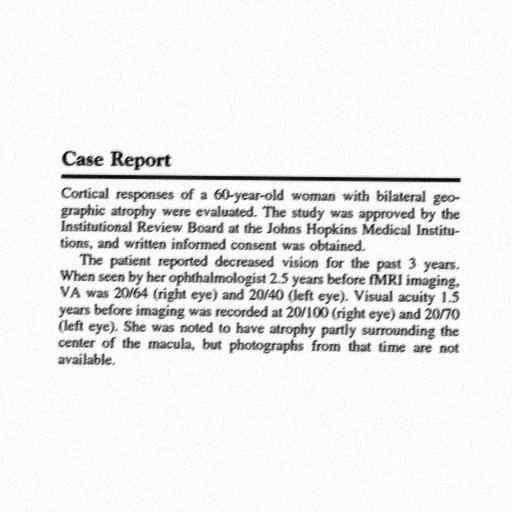 Case Report
Cortical responses of a 60-year-old woman with bilateral geo-
graphic atrophy were evaluated. The study was approved by the
Institutional Review Board at the Johns Hopkins Medical Institu-
tions, and written informed consent was obtained.
The patient reported decreased vision for the past 3 years.
When seen by her ophthalmologist 2.5 years before fMRI imaging,
VA was 20/64 (right eye) and 20/40 (left eye). Visual acuity 1.5
years before imaging was recorded at 20/100 (right eye) and 20/70
(left eye). She was noted to have atrophy partly surrounding the
center of the macula, but photographs from that time are not
available.